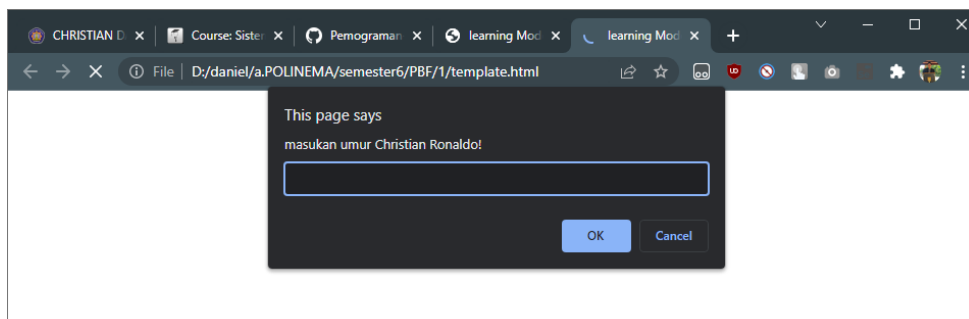 CHRISTIAN D
Course: Sister
Pemograman
learning Mod
learning Mod
File
D:/daniel/a.POLINEMA/semester6/PBF/1/template.html
This page says
masukan umur Christian Ronaldo!
OK
Cancel